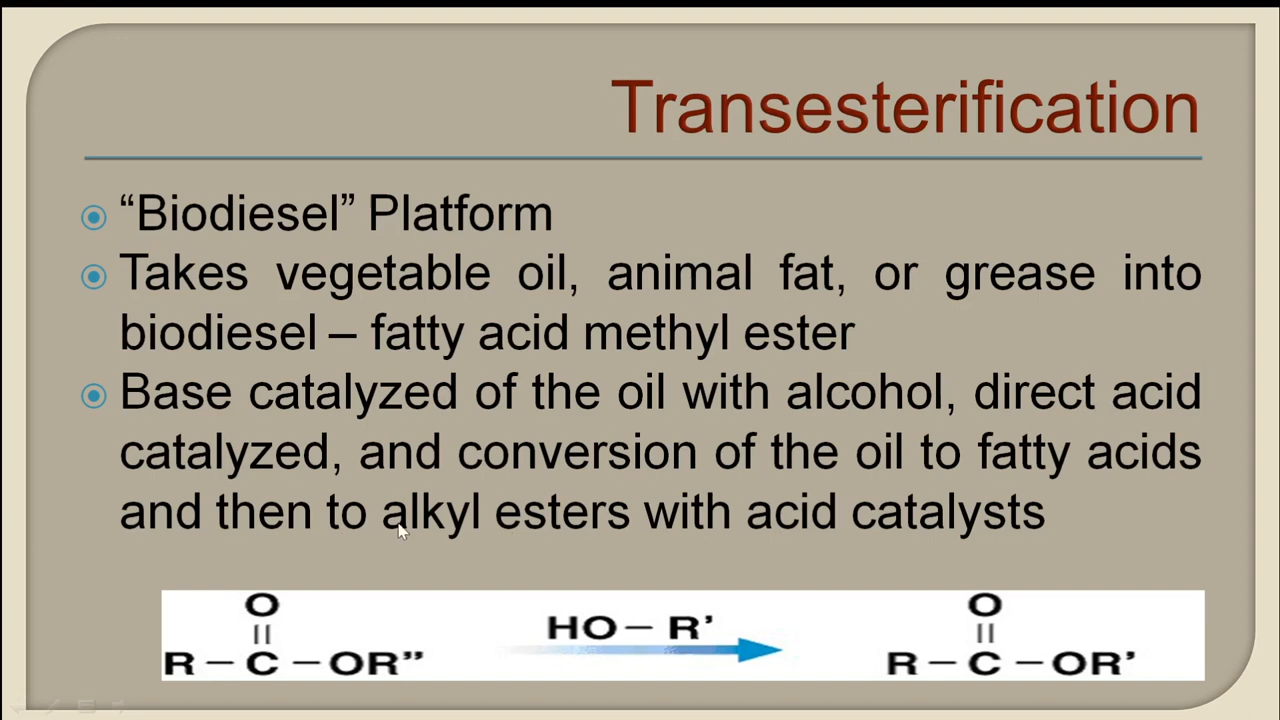 Transesterification
“Biodiesel” Platform
Takes vegetable oil, animal fat, or grease into
biodiesel – fatty acid methyl ester
Base catalyzed of the oil with alcohol, direct acid
catalyzed, and conversion of the oil to fatty acids
and then to alkyl esters with acid catalysts
O
||
R – C – OR”
HO – R’
O
||
R – C – OR’